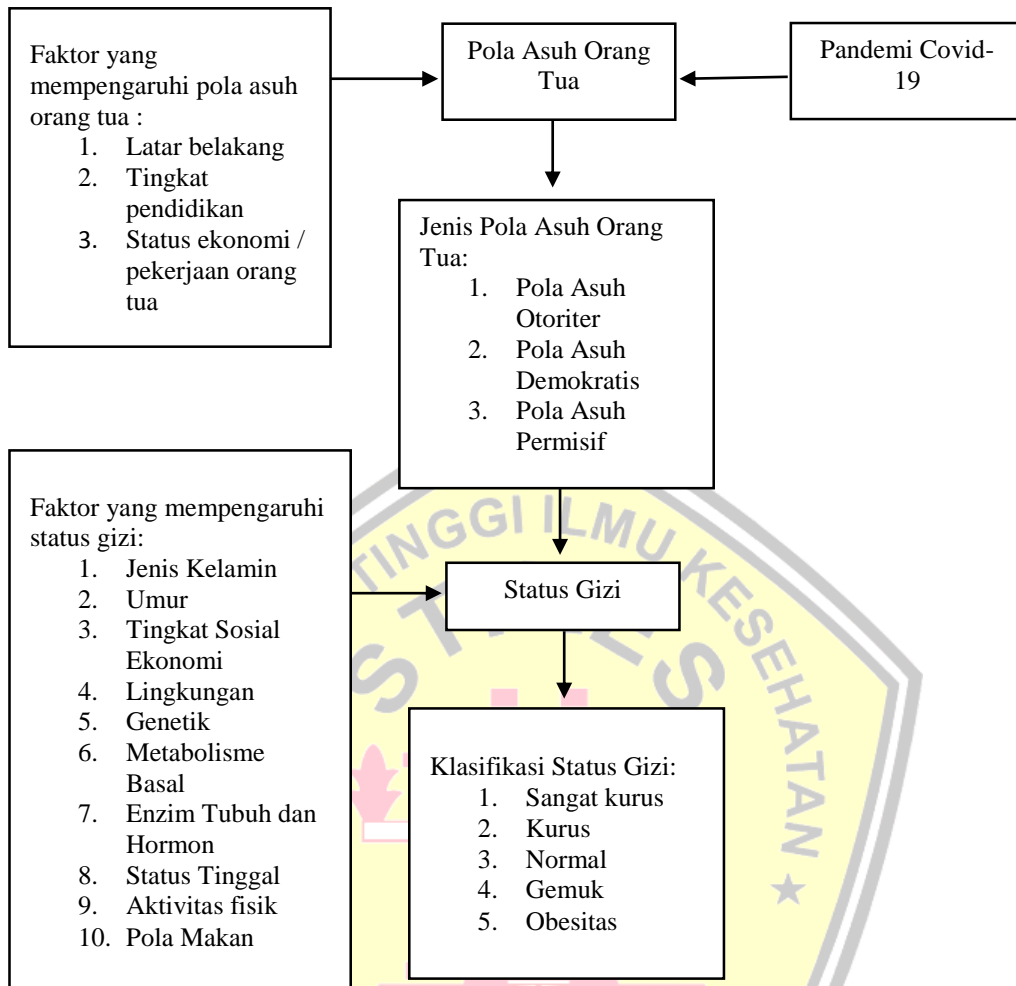 Faktor yang
mempengaruhi pola asuh
orang tua :
1. Latar belakang
2. Tingkat
pendidikan
3. Status ekonomi /
pekerjaan orang
tua
Pola Asuh Orang
Tua
Pandemi Covid-
19
Jenis Pola Asuh Orang
Tua:
1. Pola Asuh
Otoriter
2. Pola Asuh
Demokratis
3. Pola Asuh
Permisif
Faktor yang mempengaruhi
status gizi:
1. Jenis Kelamin
2. Umur
3. Tingkat Sosial
Ekonomi
4. Lingkungan
5. Genetik
6. Metabolisme
Basal
7. Enzim Tubuh dan
Hormon
8. Status Tinggal
9. Aktivitas fisik
10. Pola Makan
Status Gizi
Klasifikasi Status Gizi:
1. Sangat kurus
2. Kurus
3. Normal
4. Gemuk
5. Obesitas
TINGGI ILMU KESEHATAN